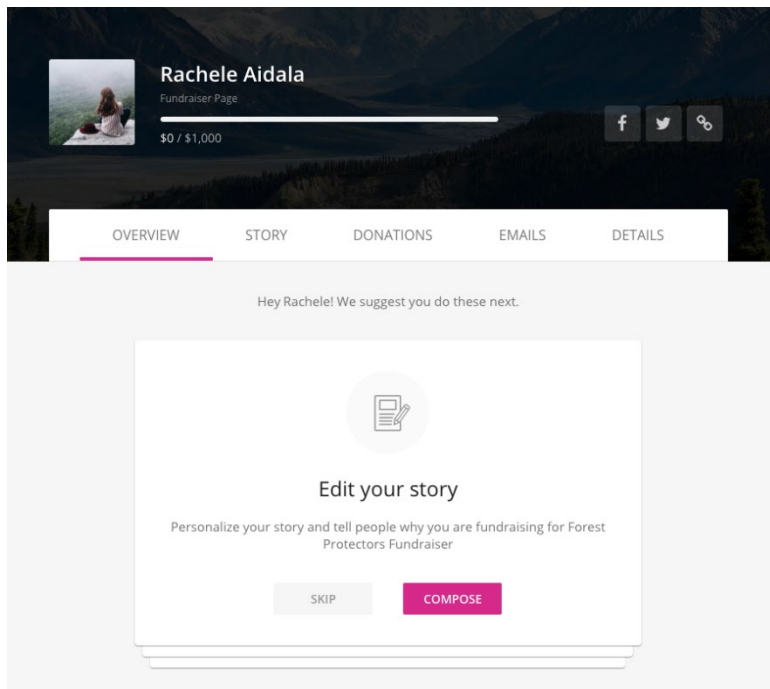 Rachele Aidala
Fundraiser Page
$0 / $1,000
OVERVIEW STORY DONATIONS EMAILS DETAILS
Hey Rachele! We suggest you do these next.
Edit your story
Personalize your story and tell people why you are fundraising for Forest
Protectors Fundraiser
SKIP COMPOSE